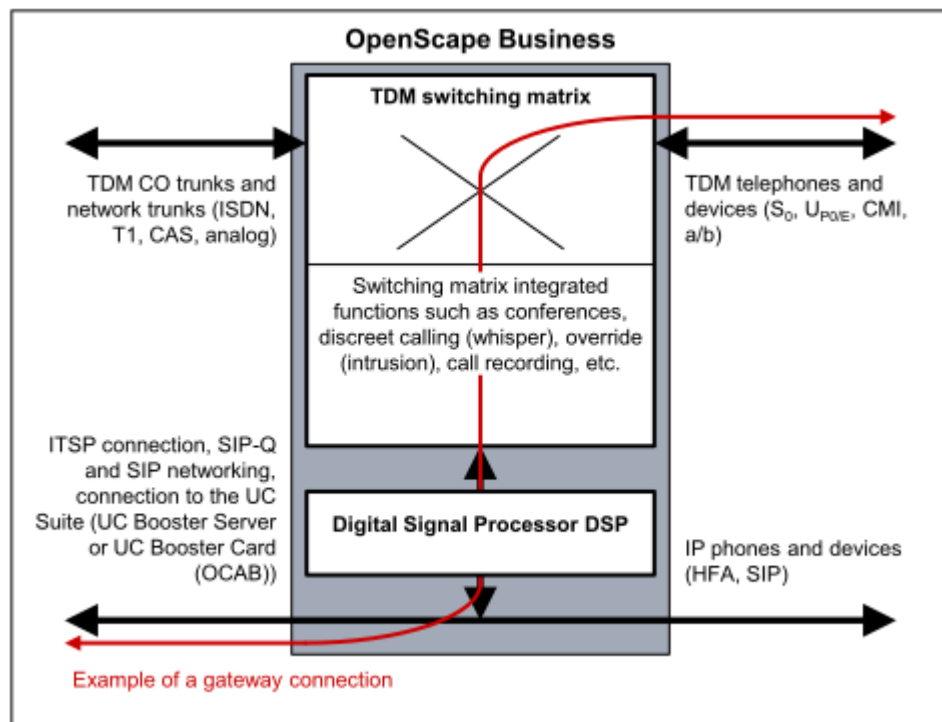 OpenScape Business
TDM switching matrix
TDM CO trunks and
network trunks (ISDN,
T1, CAS, analog)
TDM telephones and
devices (S₀, U_P0/E, CMI,
a/b)
Switching matrix integrated
functions such as conferences,
discreet calling (whisper), override
(intrusion), call recording, etc.
ITSP connection, SIP-Q
and SIP networking,
connection to the UC
Suite (UC Booster Server
or UC Booster Card
(OCAB))
Digital Signal Processor DSP
IP phones and devices
(HFA, SIP)
Example of a gateway connection